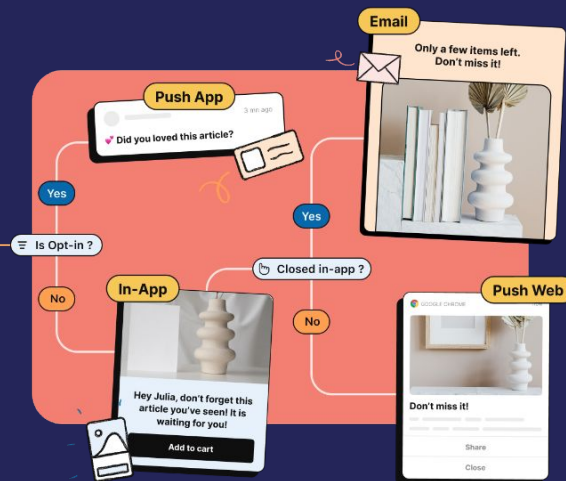 Email
Only a few items left.
Don't miss it!
Push App
3 mn ago
💕 Did you loved this article?
Yes
Is Opt-in ?
No
In-App
Hey Julia, don't forget this
article you've seen! It is
waiting for you!
Add to cart
Yes
Closed in-app ?
No
Push Web
GOOGLE CHROME
Don't miss it!
Share
Close